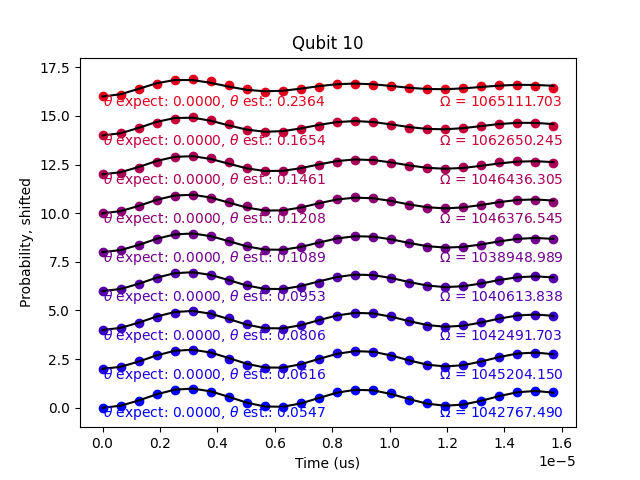 Qubit 10
17.5
θ expect: 0.0000, θ est.: 0.2364 Ω = 1065111.703
15.0
θ expect: 0.0000, θ est.: 0.1654 Ω = 1062650.245
12.5
θ expect: 0.0000, θ est.: 0.1461 Ω = 1046436.305
10.0
θ expect: 0.0000, θ est.: 0.1208 Ω = 1046376.545
7.5
θ expect: 0.0000, θ est.: 0.1089 Ω = 1038948.989
θ expect: 0.0000, θ est.: 0.0953 Ω = 1040613.838
5.0
θ expect: 0.0000, θ est.: 0.0806 Ω = 1042491.703
2.5
θ expect: 0.0000, θ est.: 0.0616 Ω = 1045204.150
0.0
θ expect: 0.0000, θ est.: 0.0547 Ω = 1042767.490
Probability, shifted
0.0 0.2 0.4 0.6 0.8 1.0 1.2 1.4 1.6
1e−5
Time (us)